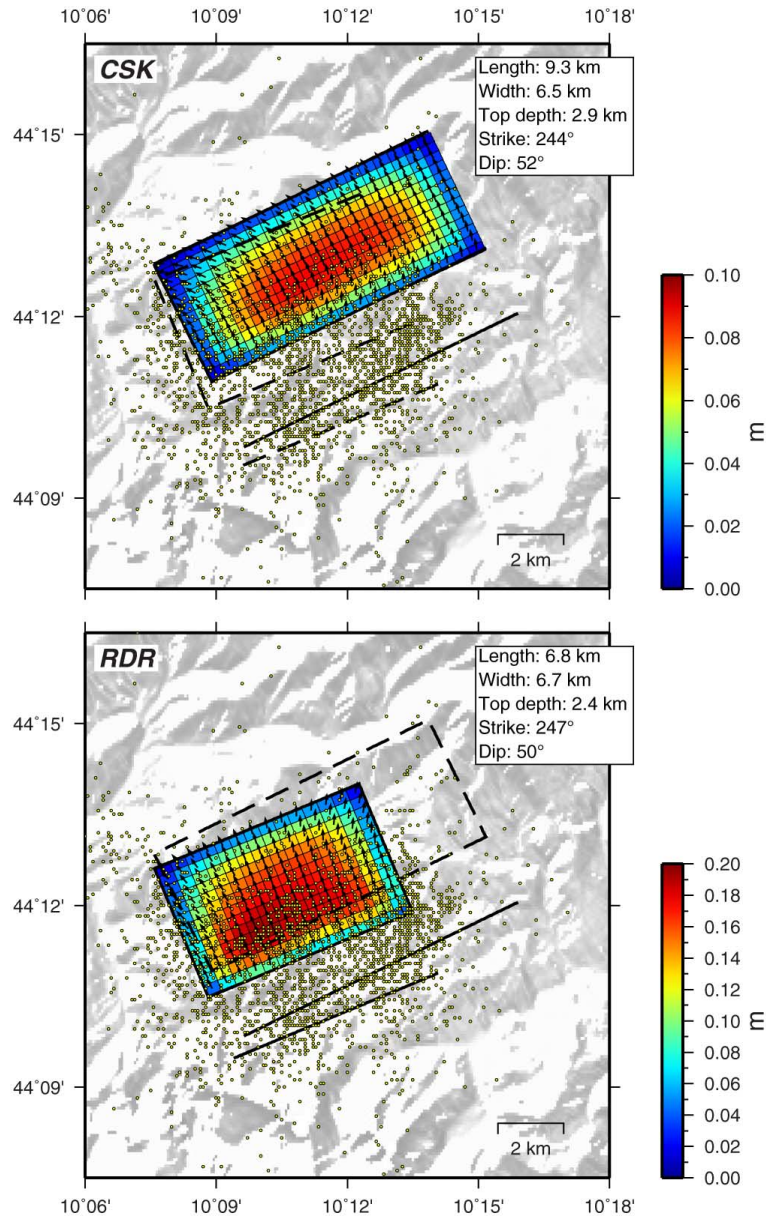 10°06' 10°09' 10°12' 10°15' 10°18'
CSK
Length: 9.3 km
Width: 6.5 km
Top depth: 2.9 km
Strike: 244°
Dip: 52°
44°15'
44°12'
44°09'
2 km
0.10
0.08
0.06
0.04
0.02
0.00
m
RDR
Length: 6.8 km
Width: 6.7 km
Top depth: 2.4 km
Strike: 247°
Dip: 50°
44°15'
44°12'
44°09'
2 km
0.20
0.18
0.16
0.14
0.12
0.10
0.08
0.06
0.04
0.02
0.00
m
10°06' 10°09' 10°12' 10°15' 10°18'